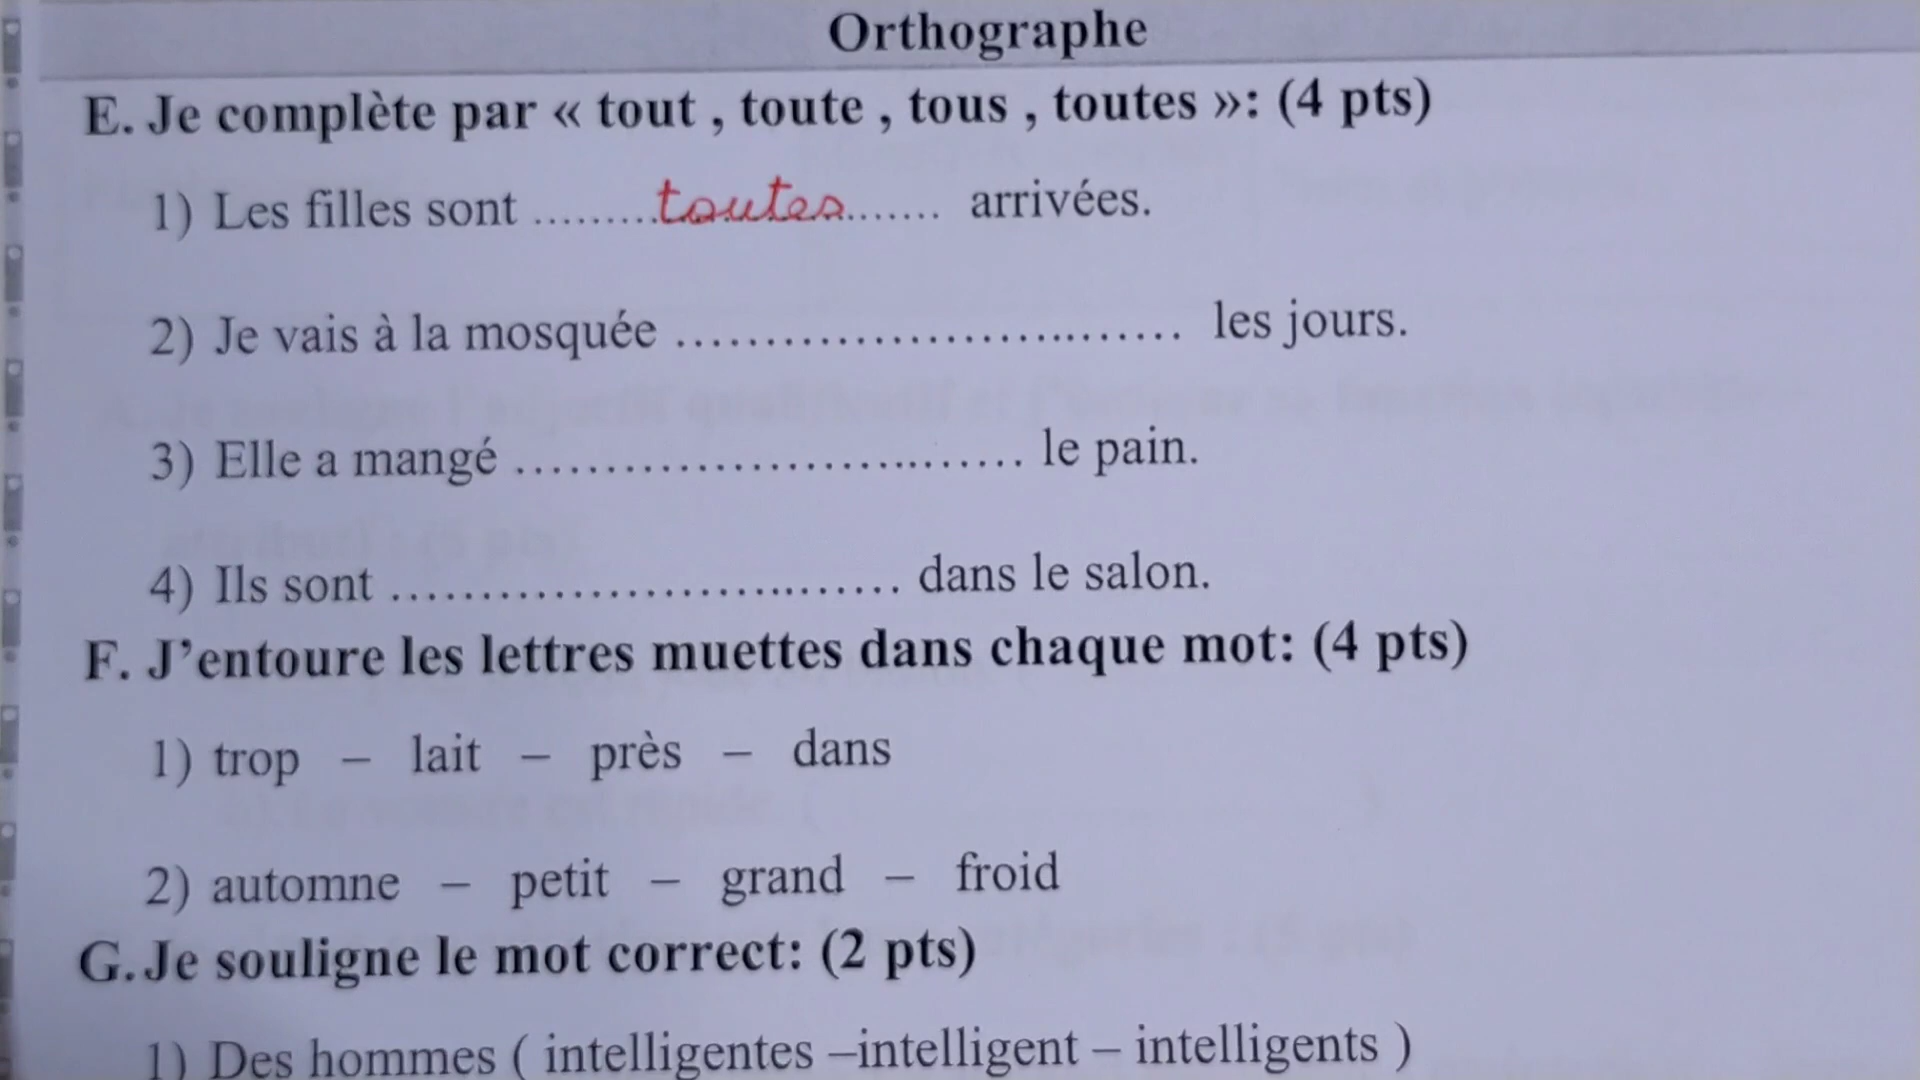 Orthographe
E. Je complète par « tout , toute , tous , toutes »: (4 pts)
1) Les filles sont .........toutes....... arrivées.
2) Je vais à la mosquée .............................. les jours.
3) Elle a mangé .............................. le pain.
4) Ils sont .............................. dans le salon.
F. J’entoure les lettres muettes dans chaque mot: (4 pts)
1) trop – lait – près – dans
2) automne – petit – grand – froid
G. Je souligne le mot correct: (2 pts)
1) Des hommes ( intelligentes –intelligent – intelligents )